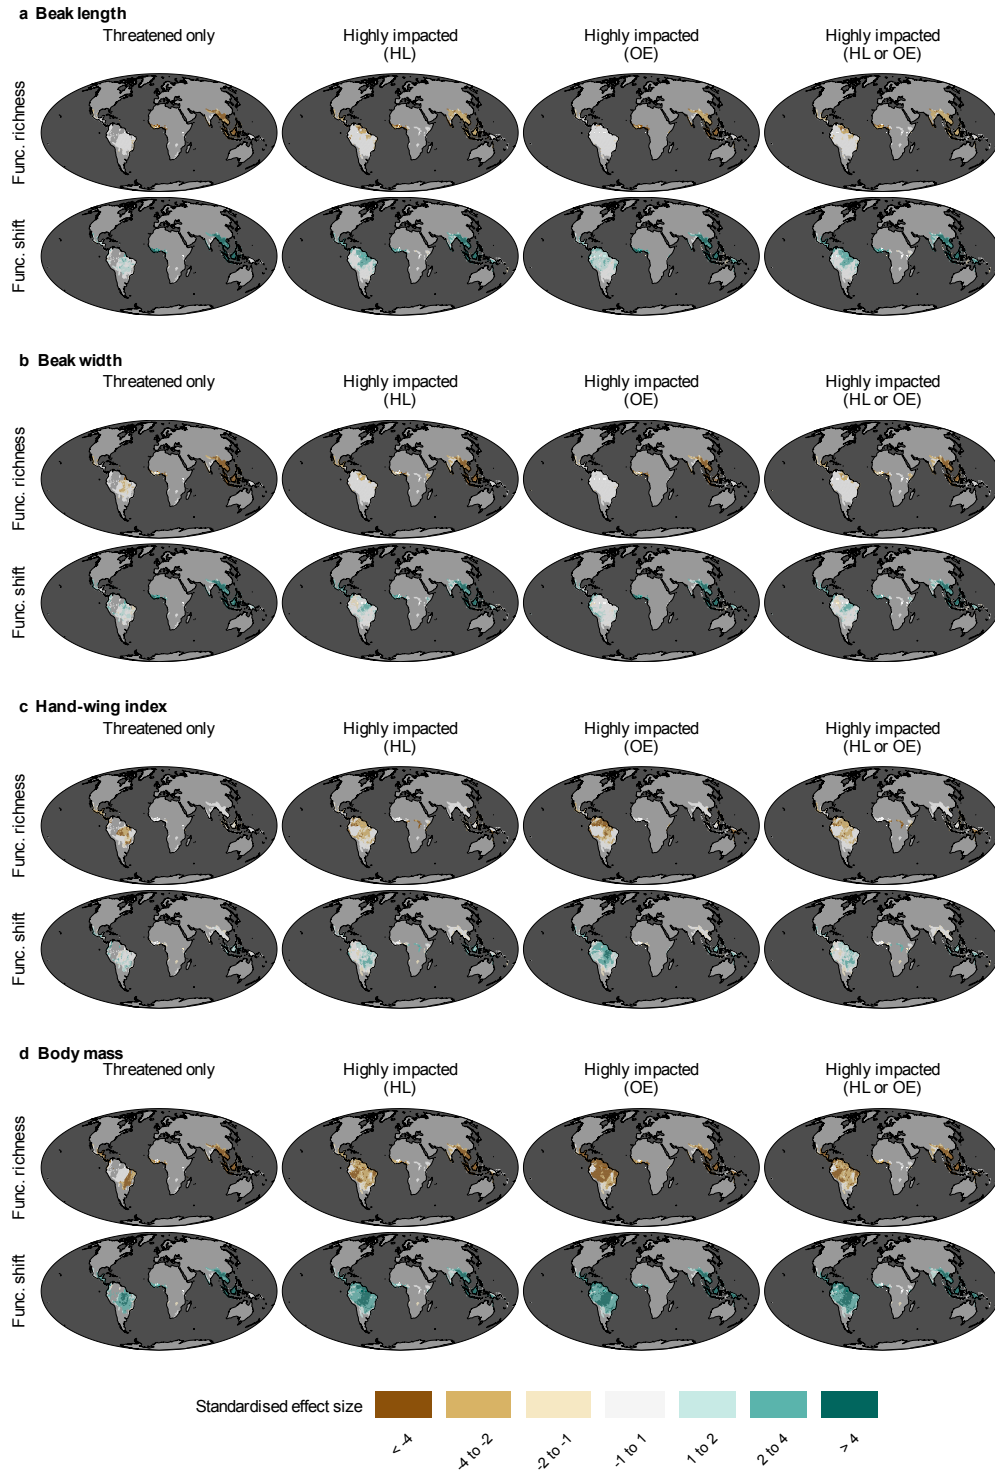 a Beak length
Threatened only
Highly impacted
(HL)
Highly impacted
(OE)
Highly impacted
(HL or OE)
Func. richness
Func. shift
b Beak width
Threatened only
Highly impacted
(HL)
Highly impacted
(OE)
Highly impacted
(HL or OE)
Func. richness
Func. shift
c Hand-wing index
Threatened only
Highly impacted
(HL)
Highly impacted
(OE)
Highly impacted
(HL or OE)
Func. richness
Func. shift
d Body mass
Threatened only
Highly impacted
(HL)
Highly impacted
(OE)
Highly impacted
(HL or OE)
Func. richness
Func. shift
Standardised effect size
< -4
-4 to -2
-2 to -1
-1 to 1
1 to 2
2 to 4
> 4